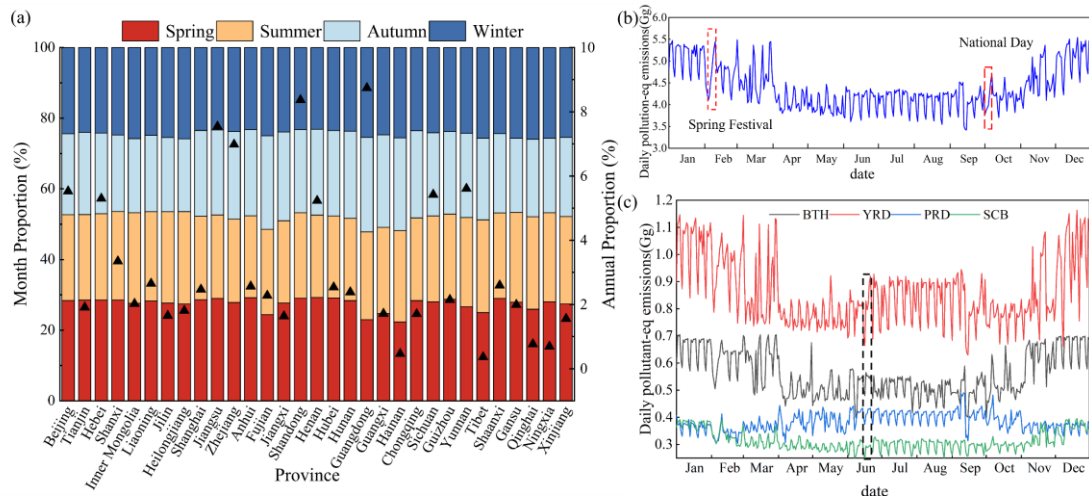 (a)
Spring Summer Autumn Winter
Month Proportion (%)
100
80
60
40
20
0
Annual Proportion (%)
10
8
6
4
2
0
Beijing
Tianjin
Hebei
Shanxi
Inner Mongolia
Liaoning
Jilin
Heilongjiang
Shanghai
Jiangsu
Zhejiang
Anhui
Fujian
Jiangxi
Shandong
Henan
Hubei
Hunan
Guangdong
Guangxi
Hainan
Chongqing
Sichuan
Guizhou
Yunnan
Tibet
Shaanxi
Gansu
Qinghai
Ningxia
Xinjiang
Province
(b)
Daily pollution-eq emissions(Gg)
6.0
5.5
5.0
4.5
4.0
3.5
3.0
National Day
Spring Festival
Jan Feb Mar Apr May Jun Jul Aug Sep Oct Nov Dec
date
(c)
Daily pollutant-eq emissions(Gg)
BTH YRD PRD SCB
1.2
1.1
1.0
0.9
0.8
0.7
0.6
0.5
0.4
0.3
Jan Feb Mar Apr May Jun Jul Aug Sep Oct Nov Dec
date